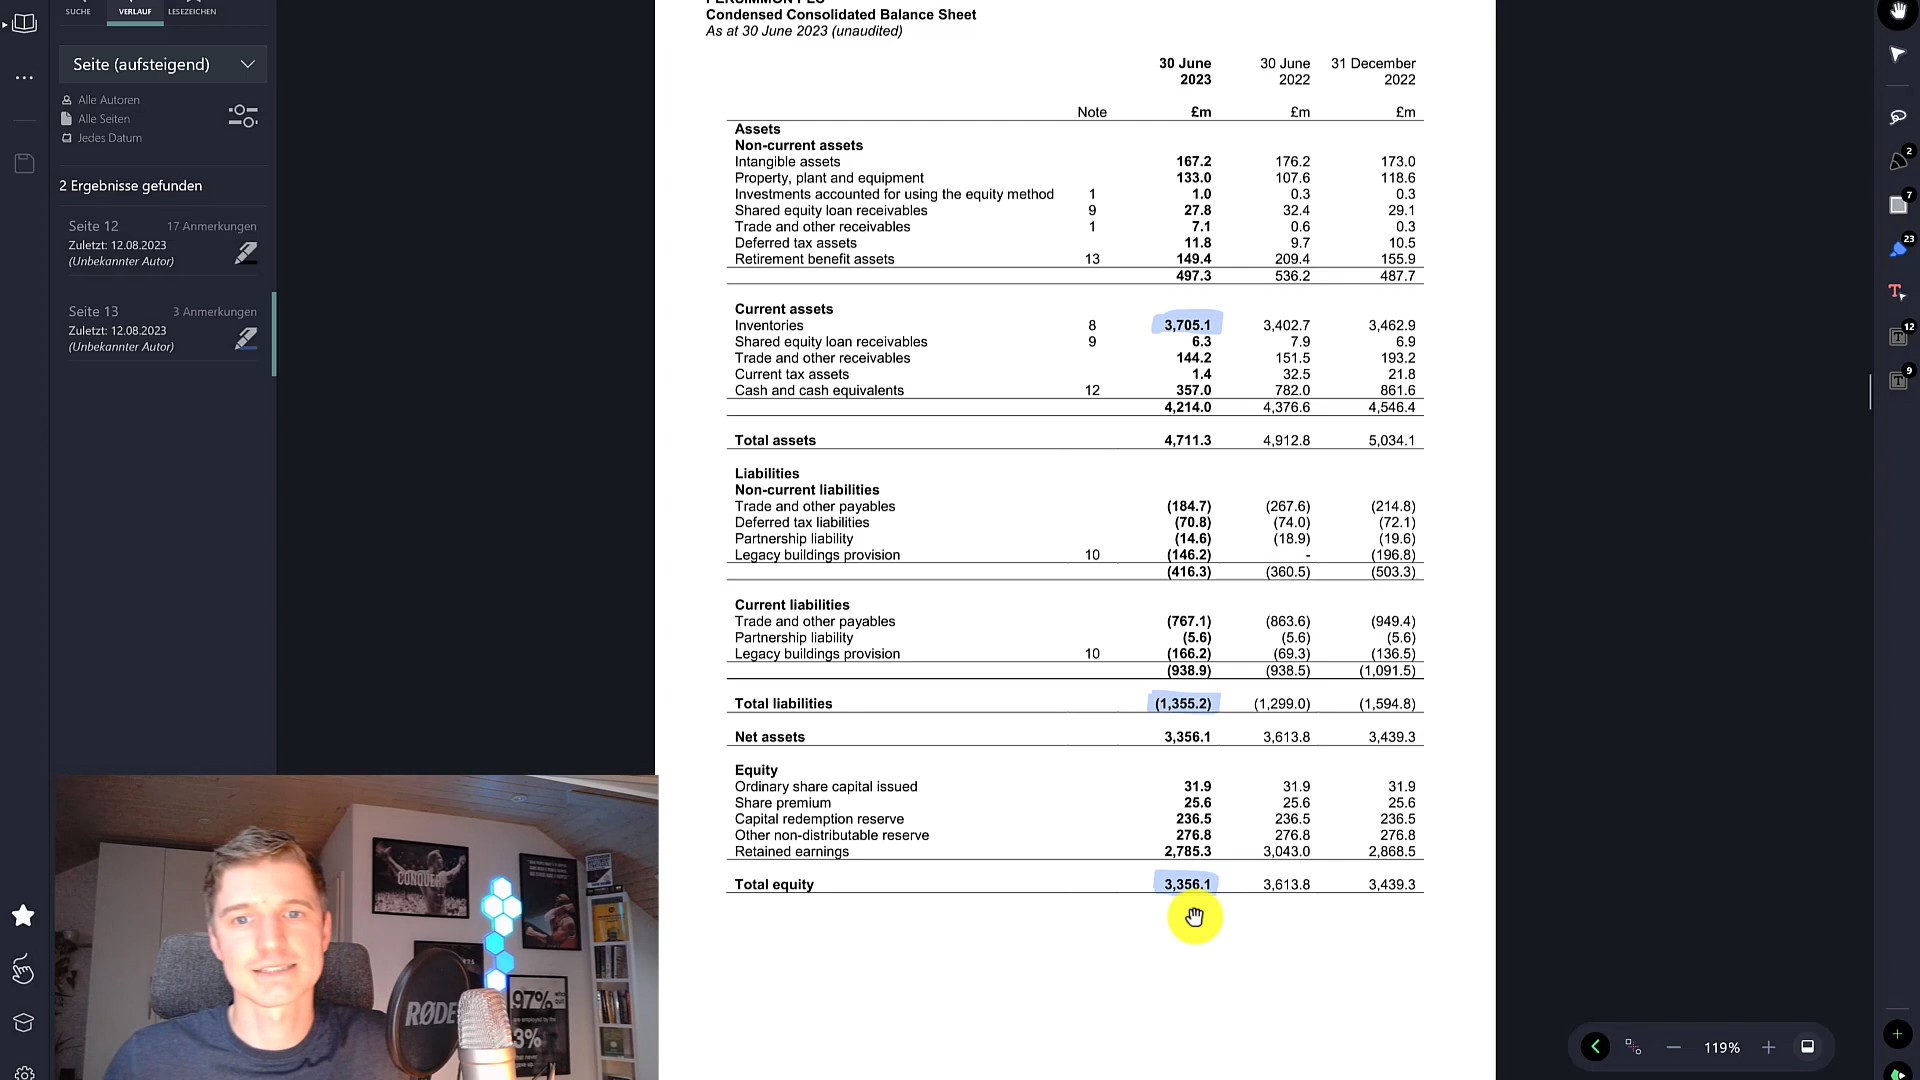 SUCHE
VERLAUF
LESEZEICHEN
Seite (aufsteigend)
Alle Autoren
Alle Seiten
Jedes Datum
2 Ergebnisse gefunden
Seite 12 17 Anmerkungen
Zuletzt: 12.08.2023
(Unbekannter Autor)
Seite 13 3 Anmerkungen
Zuletzt: 12.08.2023
(Unbekannter Autor)
Condensed Consolidated Balance Sheet
As at 30 June 2023 (unaudited)
30 June 30 June 31 December
2023 2022 2022
Note £m £m £m
Assets
Non-current assets
Intangible assets 167.2 176.2 173.0
Property, plant and equipment 133.0 107.6 118.6
Investments accounted for using the equity method 1 1.0 0.3 0.3
Shared equity loan receivables 9 27.8 32.4 29.1
Trade and other receivables 1 7.1 0.6 0.3
Deferred tax assets 11.8 9.7 10.5
Retirement benefit assets 13 149.4 209.4 155.9
497.3 536.2 487.7
Current assets
Inventories 8 3,705.1 3,402.7 3,462.9
Shared equity loan receivables 9 6.3 7.9 6.9
Trade and other receivables 144.2 151.5 193.2
Current tax assets 1.4 32.5 21.8
Cash and cash equivalents 12 357.0 782.0 861.6
4,214.0 4,376.6 4,546.4
Total assets 4,711.3 4,912.8 5,034.1
Liabilities
Non-current liabilities
Trade and other payables (184.7) (267.6) (214.8)
Deferred tax liabilities (70.8) (74.0) (72.1)
Partnership liability (14.6) (18.9) (19.6)
Legacy buildings provision 10 (146.2) - (196.8)
(416.3) (360.5) (503.3)
Current liabilities
Trade and other payables (767.1) (863.6) (949.4)
Partnership liability (5.6) (5.6) (5.6)
Legacy buildings provision 10 (166.2) (69.3) (136.5)
(938.9) (938.5) (1,091.5)
Total liabilities (1,355.2) (1,299.0) (1,594.8)
Net assets 3,356.1 3,613.8 3,439.3
Equity
Ordinary share capital issued 31.9 31.9 31.9
Share premium 25.6 25.6 25.6
Capital redemption reserve 236.5 236.5 236.5
Other non-distributable reserve 276.8 276.8 276.8
Retained earnings 2,785.3 3,043.0 2,868.5
Total equity 3,356.1 3,613.8 3,439.3
2
7
23
12
9
119%
CONQUER
RØDE
97%
3%